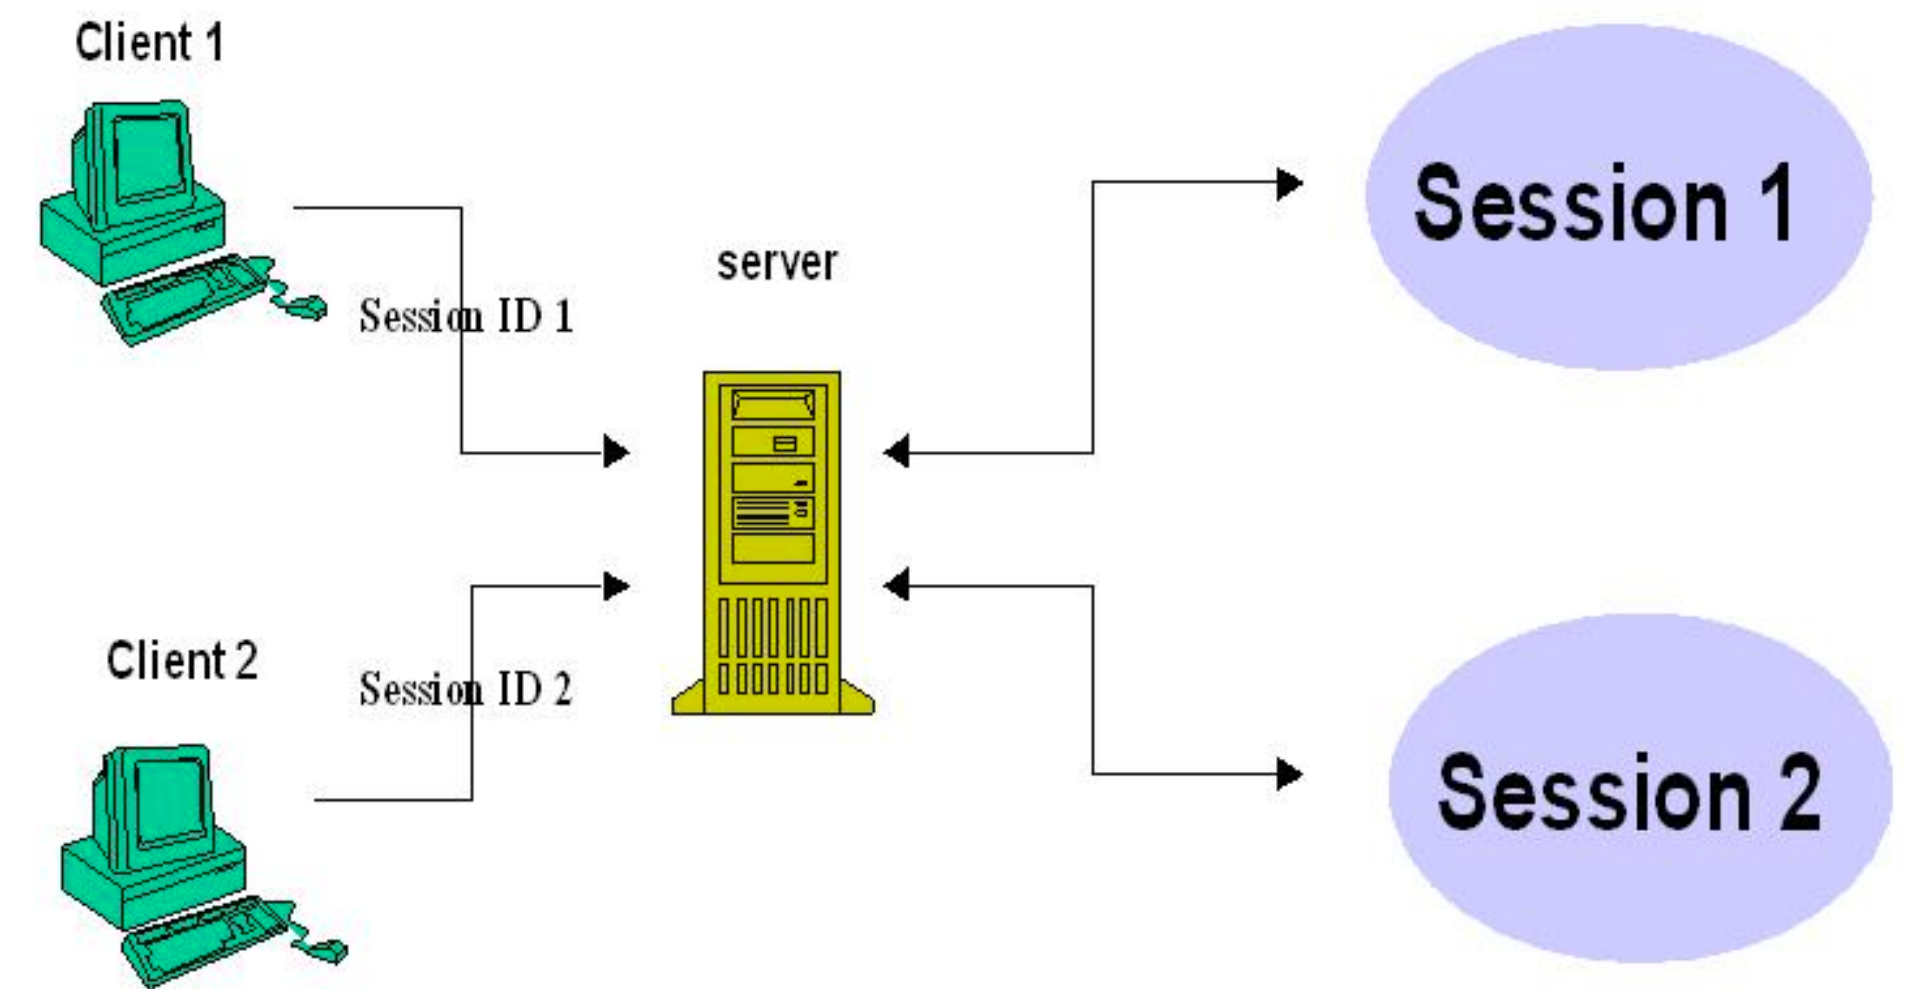 Client 1
Session 1
server
Session ID 1
Client 2
Session ID 2
Session 2